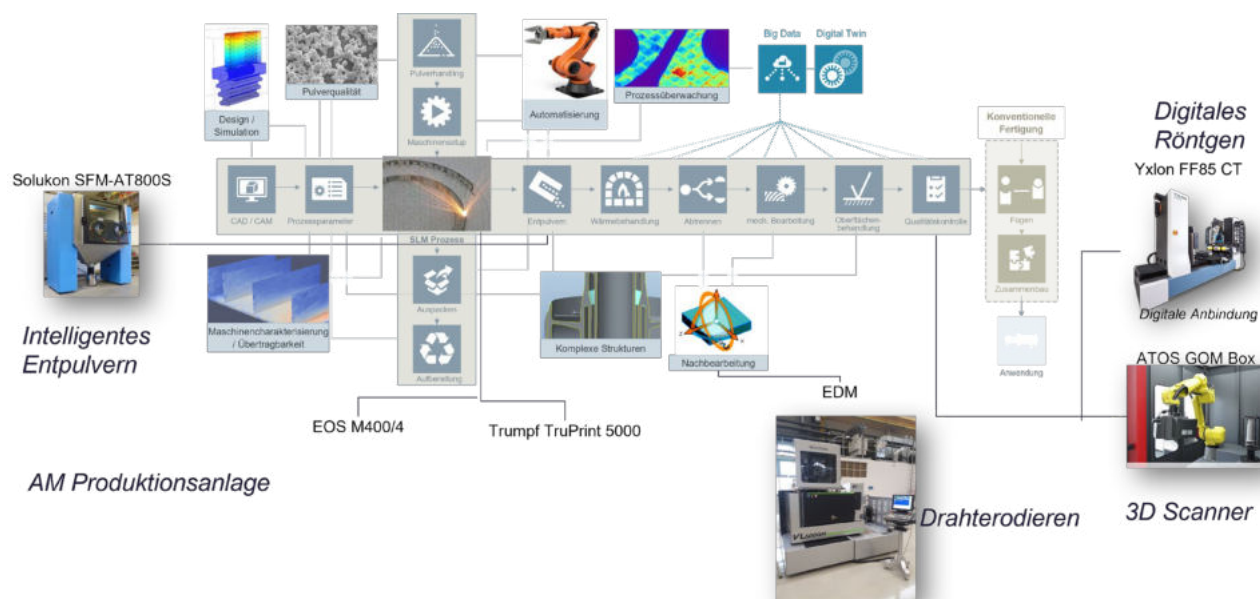 Big Data
Digital Twin
Pulverhandling
Pulverqualität
Prozessüberwachung
Design /
Simulation
Automatisierung
Konventionelle
Fertigung
Digitales
Röntgen
Maschinensetup
Yxlon FF85 CT
Solukon SFM-AT800S
CAD / CAM
Prozessparameter
Entpulvern
Wärmebehandlung
Abtrennen
mech. Bearbeitung
Oberflächen-
behandlung
Qualitätskontrolle
Fügen
SLM Prozess
Zusammenbau
Auspacken
Digitale Anbindung
Maschinencharakterisierung
/ Übertragbarkeit
Komplexe Strukturen
Nachbearbeitung
Intelligentes
Entpulvern
ATOS GOM Box
Anwendung
Aufbereitung
EDM
EOS M400/4
Trumpf TruPrint 5000
AM Produktionsanlage
Drahterodieren
3D Scanner